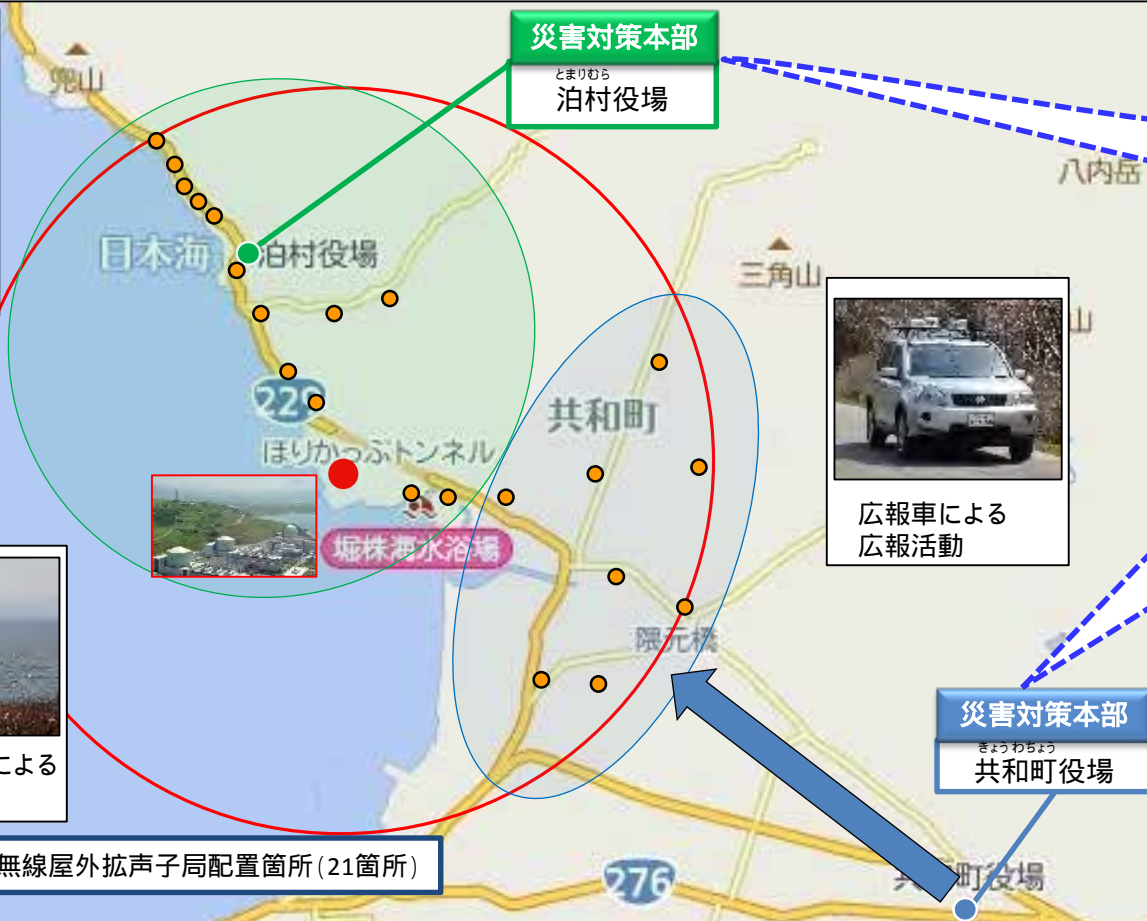 災害対策本部
とまりむら
泊村役場
兜山
八内岳
日本海
泊村役場
三角山
山
229
共和町
ほりかっぷトンネル
堀株海水浴場
広報車による
広報活動
隈元橋
災害対策本部
きょうわちょう
共和町役場
による
無線屋外拡声子局配置箇所(21箇所)
276
町役場